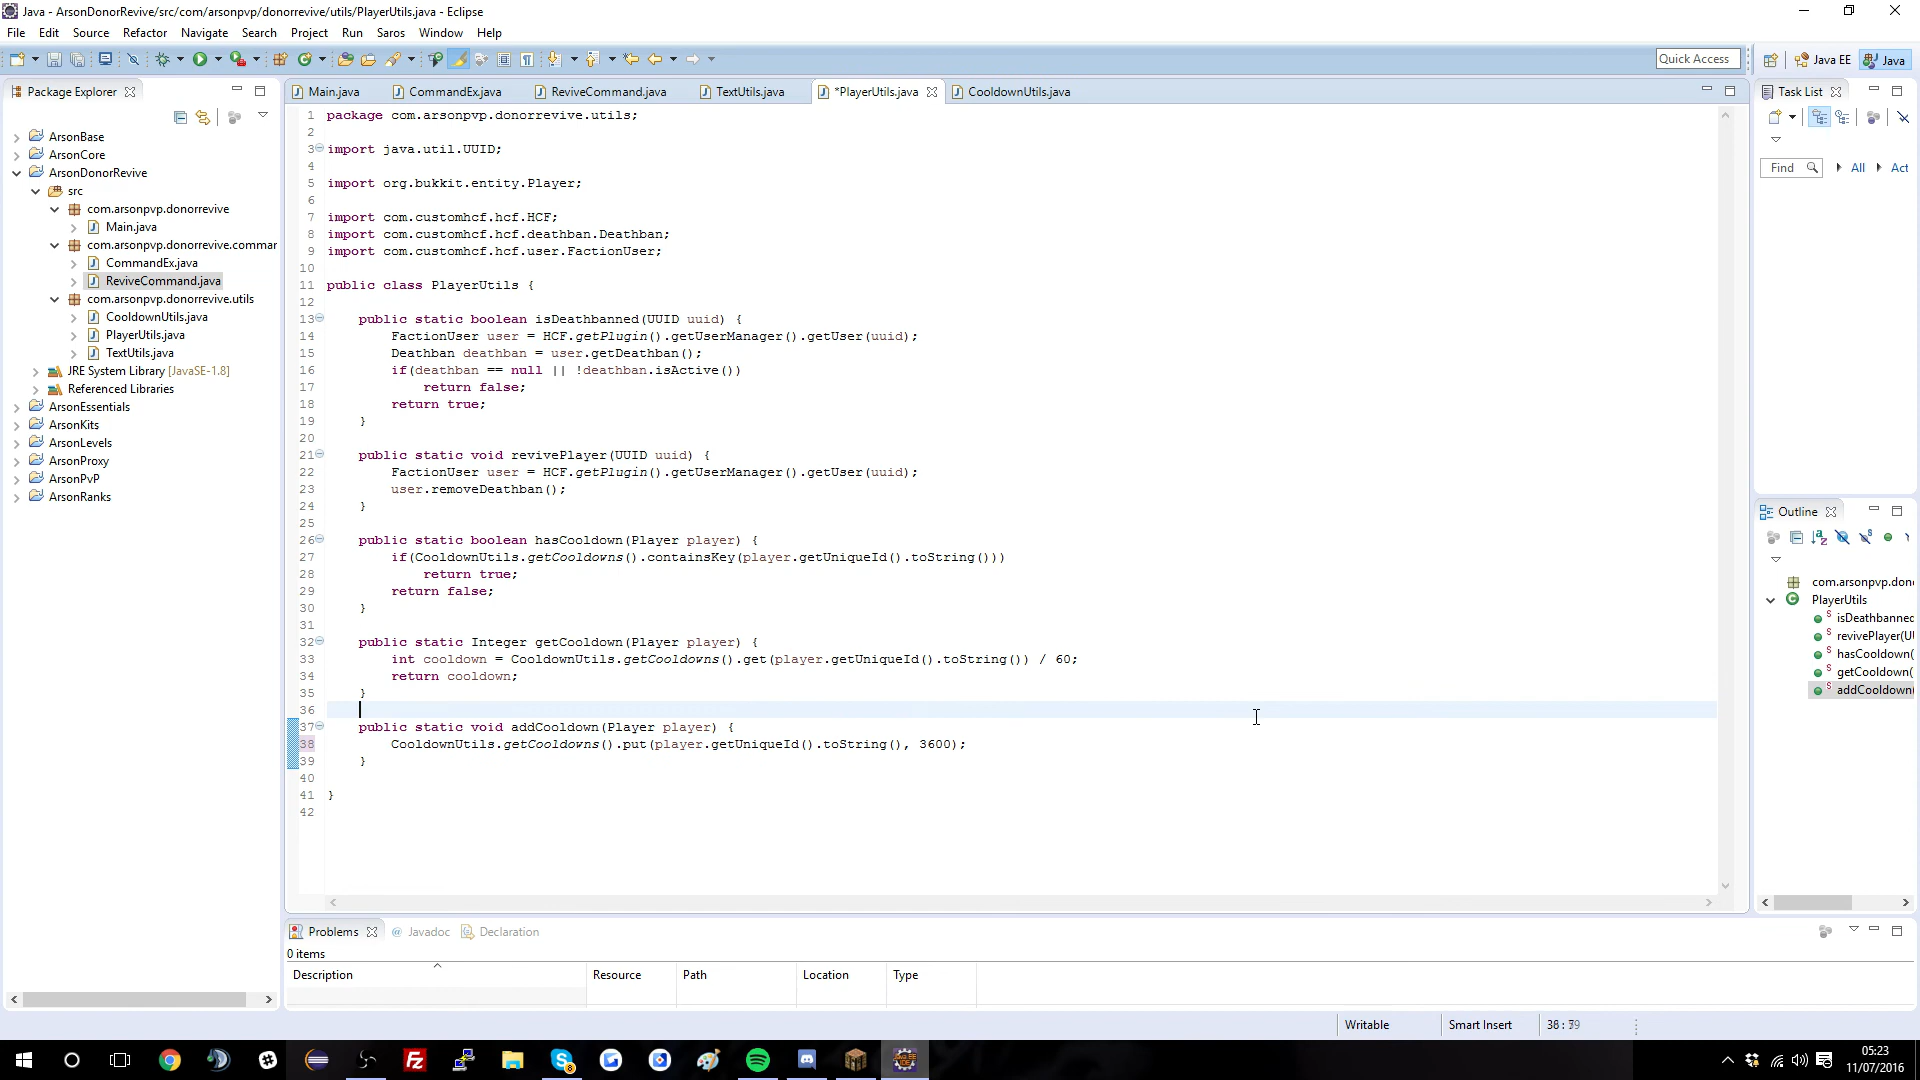 Java - ArsonDonorRevive/src/com/arsonpvp/donorrevive/utils/PlayerUtils.java - Eclipse
File Edit Source Refactor Navigate Search Project Run Saros Window Help
Quick Access Java EE Java
Package Explorer
ArsonBase
ArsonCore
ArsonDonorRevive
src
com.arsonpvp.donorrevive
Main.java
com.arsonpvp.donorrevive.commar
CommandEx.java
ReviveCommand.java
com.arsonpvp.donorrevive.utils
CooldownUtils.java
PlayerUtils.java
TextUtils.java
JRE System Library [JavaSE-1.8]
Referenced Libraries
ArsonEssentials
ArsonKits
ArsonLevels
ArsonProxy
ArsonPvP
ArsonRanks
Main.java CommandEx.java ReviveCommand.java TextUtils.java *PlayerUtils.java CooldownUtils.java
1 package com.arsonpvp.donorrevive.utils;
2
3 import java.util.UUID;
4
5 import org.bukkit.entity.Player;
6
7 import com.customhcf.hcf.HCF;
8 import com.customhcf.hcf.deathban.Deathban;
9 import com.customhcf.hcf.user.FactionUser;
10
11 public class PlayerUtils {
12
13 public static boolean isDeathbanned(UUID uuid) {
14 FactionUser user = HCF.getPlugin().getUserManager().getUser(uuid);
15 Deathban deathban = user.getDeathban();
16 if(deathban == null || !deathban.isActive())
17 return false;
18 return true;
19 }
20
21 public static void revivePlayer(UUID uuid) {
22 FactionUser user = HCF.getPlugin().getUserManager().getUser(uuid);
23 user.removeDeathban();
24 }
25
26 public static boolean hasCooldown(Player player) {
27 if(CooldownUtils.getCooldowns().containsKey(player.getUniqueId().toString()))
28 return true;
29 return false;
30 }
31
32 public static Integer getCooldown(Player player) {
33 int cooldown = CooldownUtils.getCooldowns().get(player.getUniqueId().toString()) / 60;
34 return cooldown;
35 }
36
37 public static void addCooldown(Player player) {
38 CooldownUtils.getCooldowns().put(player.getUniqueId().toString(), 3600);
39 }
40
41 }
42
Task List
Find All Act
Outline
com.arsonpvp.don
PlayerUtils
S isDeathbanned
S revivePlayer(U
S hasCooldown(
S getCooldown(
S addCooldown
Problems Javadoc Declaration
0 items
Description Resource Path Location Type
Writable Smart Insert 38 :
8
05:23
11/07/2016